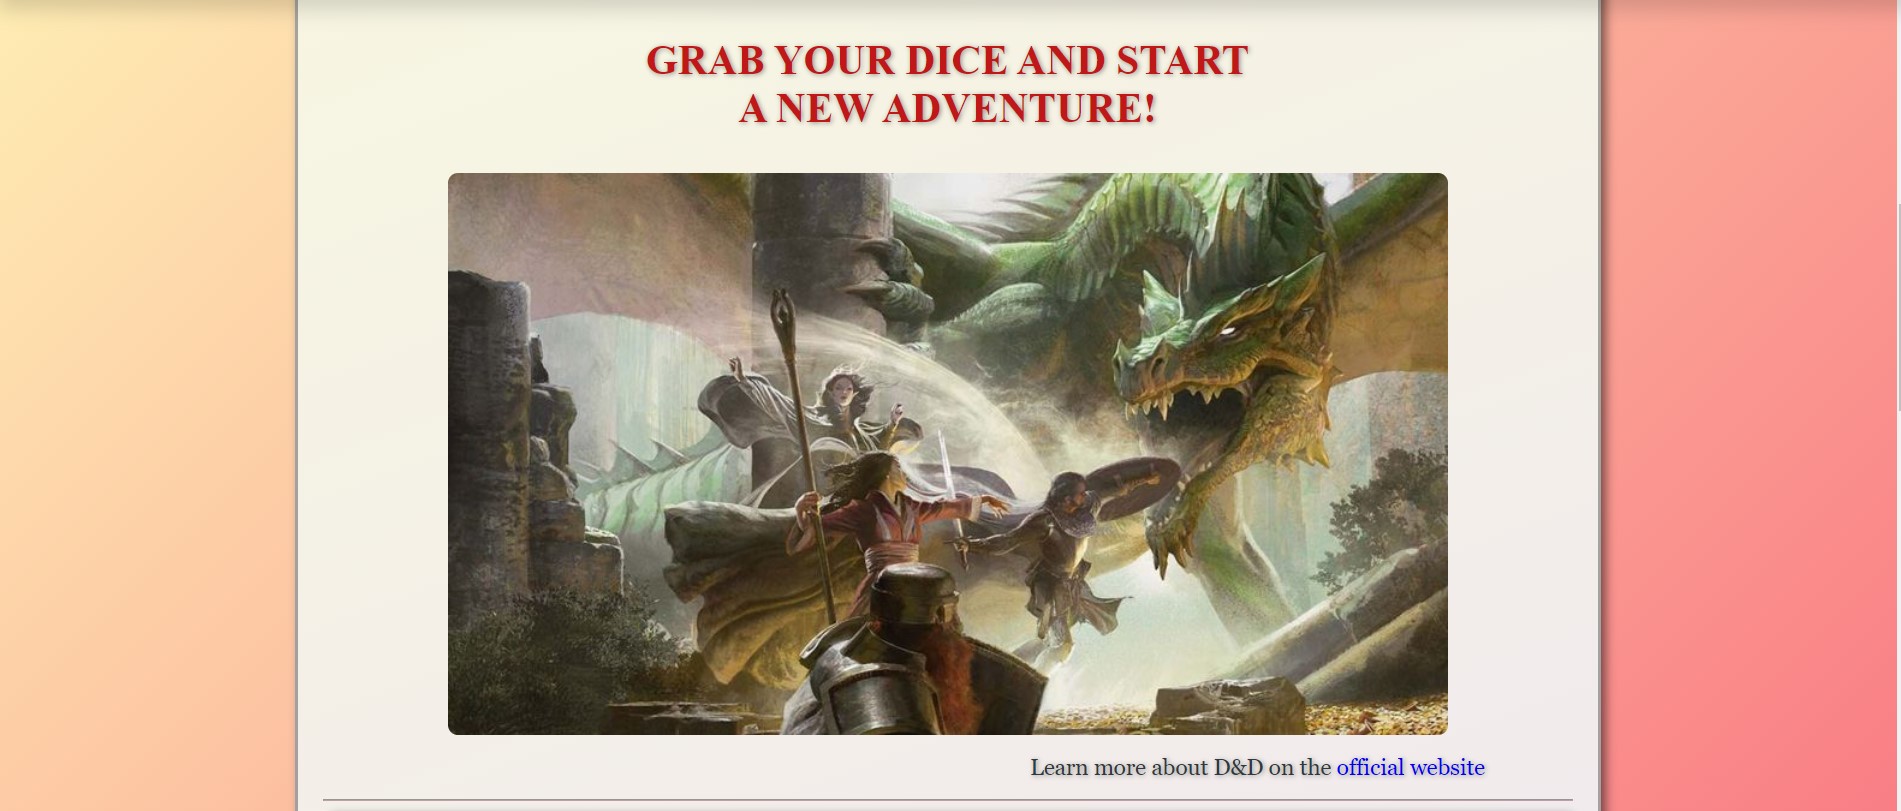 GRAB YOUR DICE AND START
A NEW ADVENTURE!
Learn more about D&D on the official website